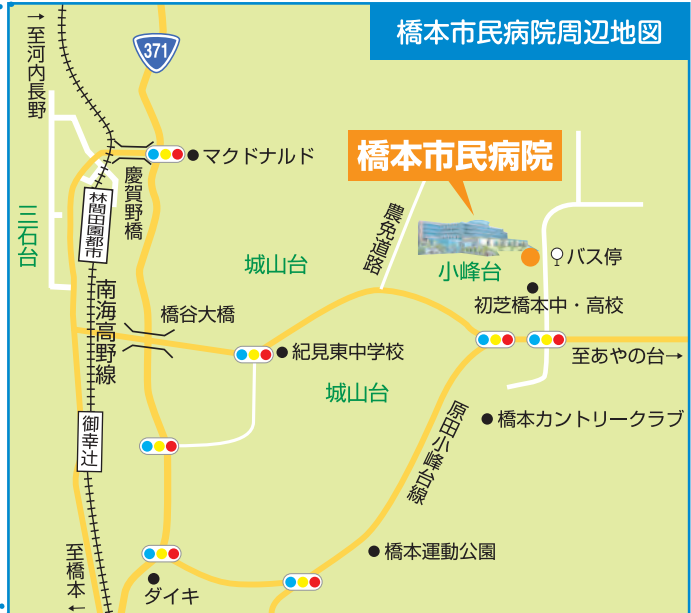 橋本市民病院周辺地図
→至河内長野
371
マクドナルド
橋本市民病院
慶賀野橋
林間田園都市
三石台
農免道路
城山台
小峰台
バス停
初芝橋本中・高校
南海高野線
橋谷大橋
紀見東中学校
至あやの台→
城山台
御幸辻
原田小峰台線
橋本カントリークラブ
至橋本←
橋本運動公園
ダイキ